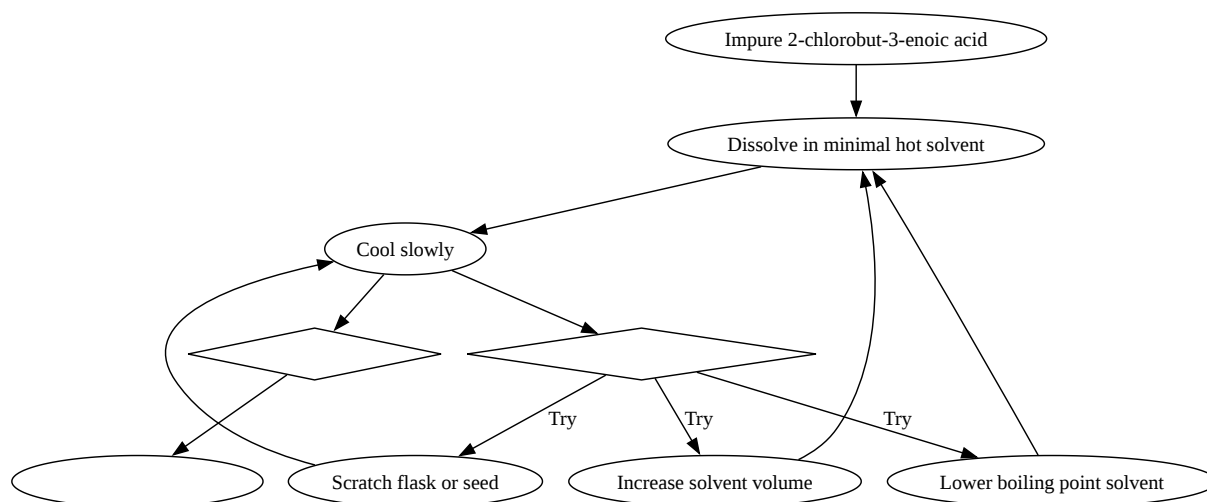 Impure 2-chlorobut-3-enoic acid
Dissolve in minimal hot solvent
Cool slowly
Try
Try
Try
Scratch flask or seed
Increase solvent volume
Lower boiling point solvent